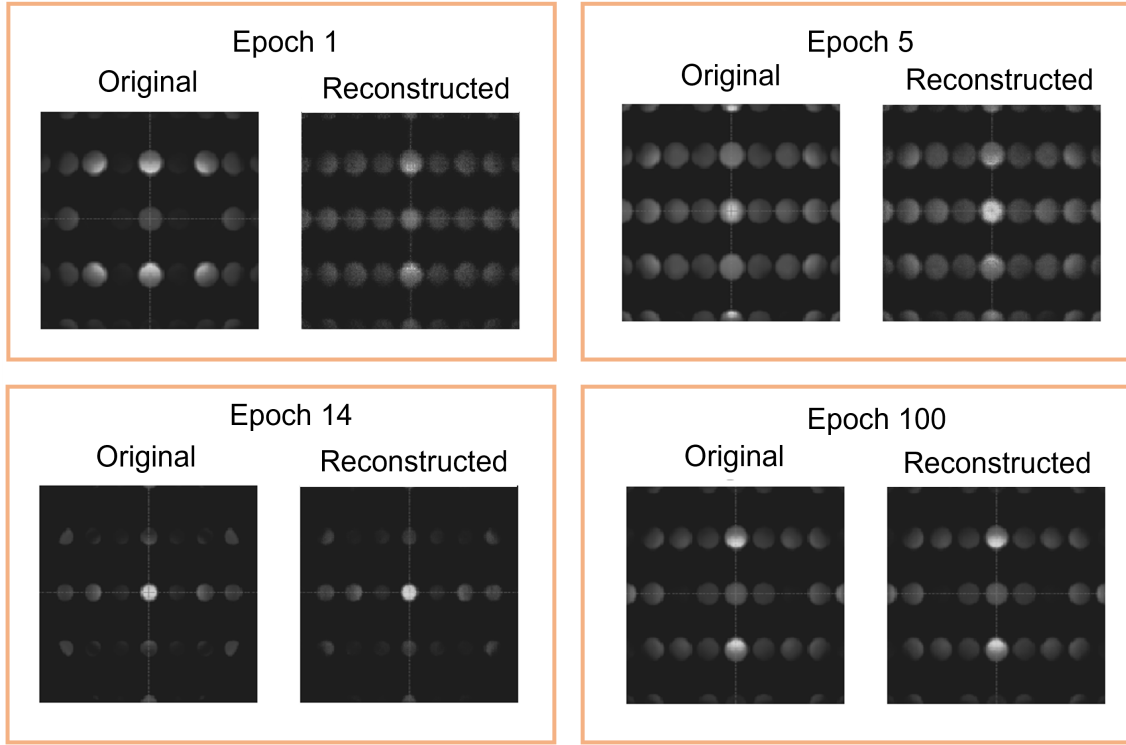 Epoch 1
Original
Reconstructed
Epoch 5
Original
Reconstructed
Epoch 14
Original
Reconstructed
Epoch 100
Original
Reconstructed